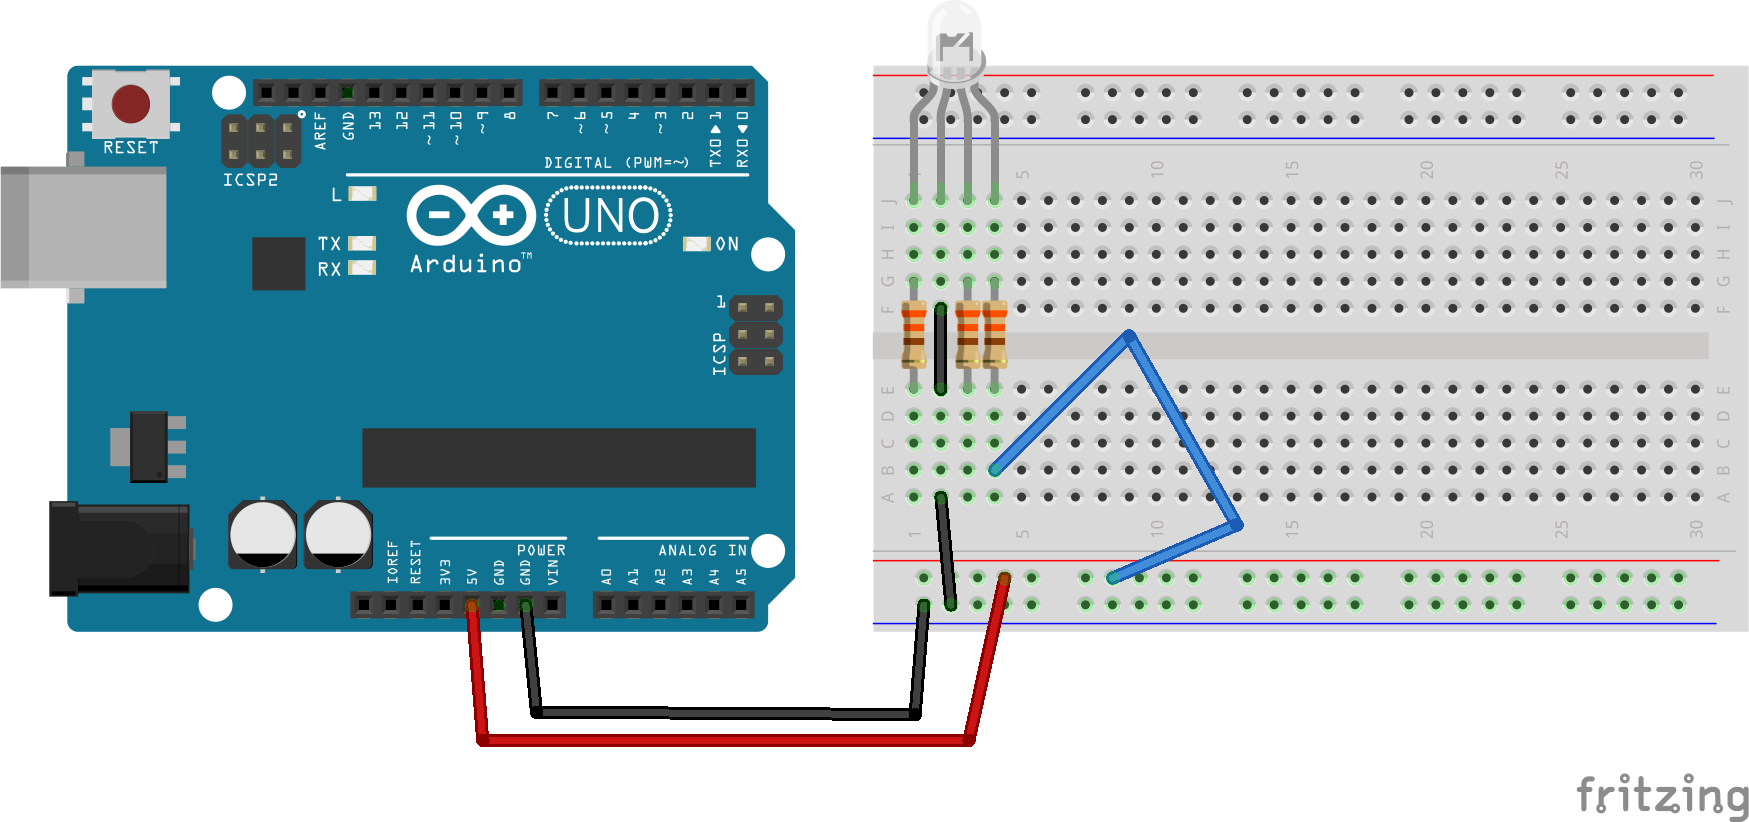 RESET
ICSP2
AREF
GND
13
12
~11
~10
~9
8
7
~6
~5
4
~3
2
TX0▶1
RX0◀0
DIGITAL (PWM=~)
L
TX
RX
UNO
Arduino™
ON
1
ICSP
IOREF
RESET
3V3
5V
GND
GND
VIN
POWER
A0
A1
A2
A3
A4
A5
ANALOG IN
1 5 10 15 20 25 30
J J
I I
H H
G G
F F
E E
D D
C C
B B
A A
1 5 10 15 20 25 30
fritzing